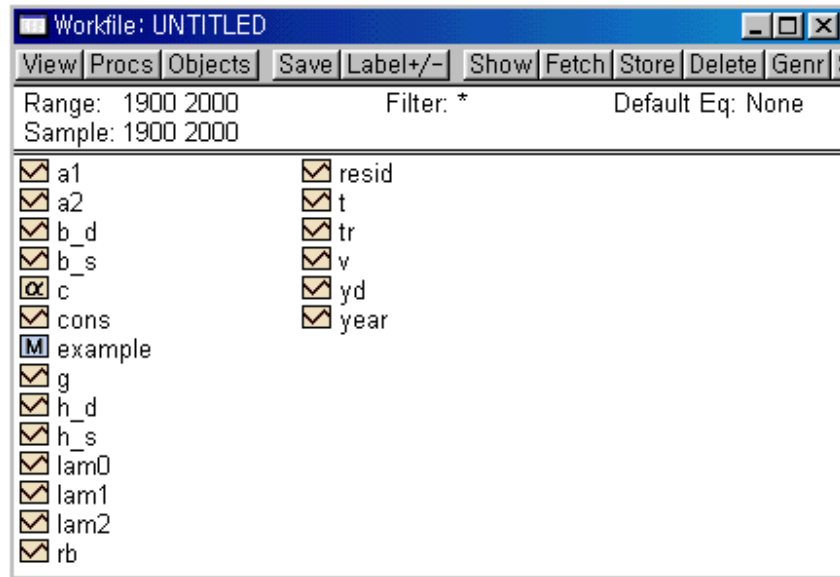 Workfile: UNTITLED
View Procs Objects Save Label+/- Show Fetch Store Delete Genr
Range: 1900 2000 Filter: * Default Eq: None
Sample: 1900 2000
a1
a2
b_d
b_s
α c
cons
M example
g
h_d
h_s
lam0
lam1
lam2
rb
resid
t
tr
v
yd
year